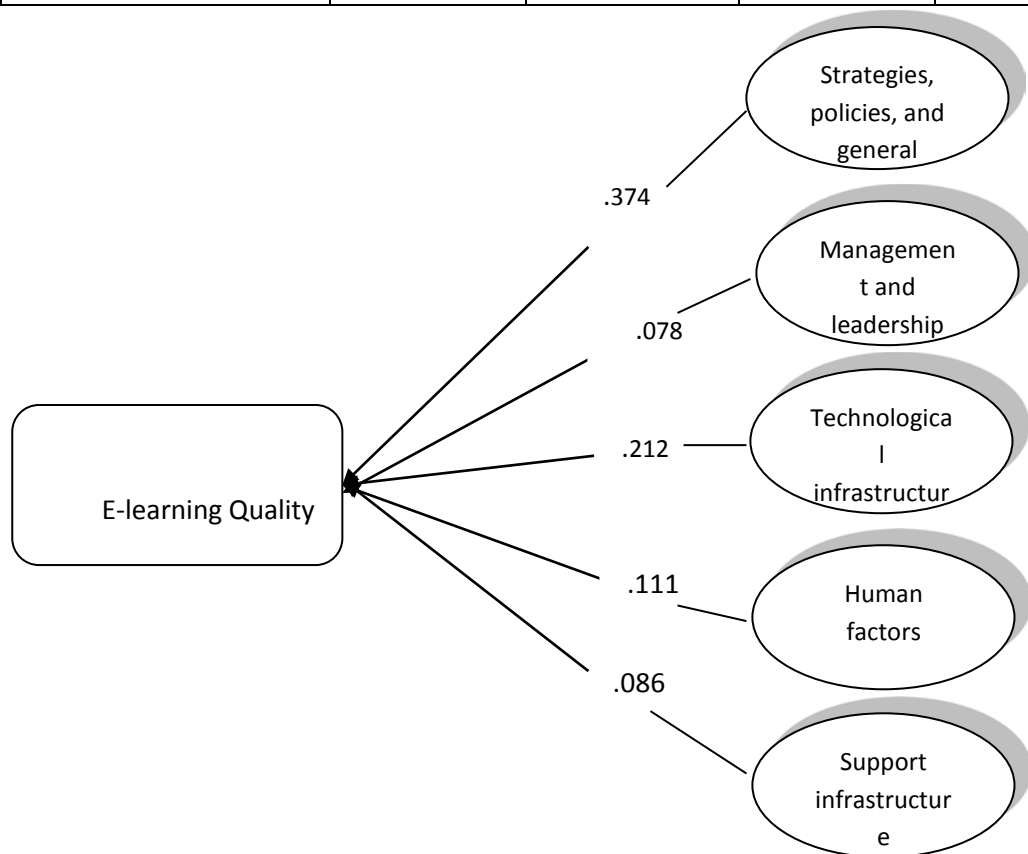 Strategies,
policies, and
general
.374
Managemen
t and
leadership
.078
Technologica
l
infrastructur
.212
E-learning Quality
.111
Human
factors
.086
Support
infrastructur
e